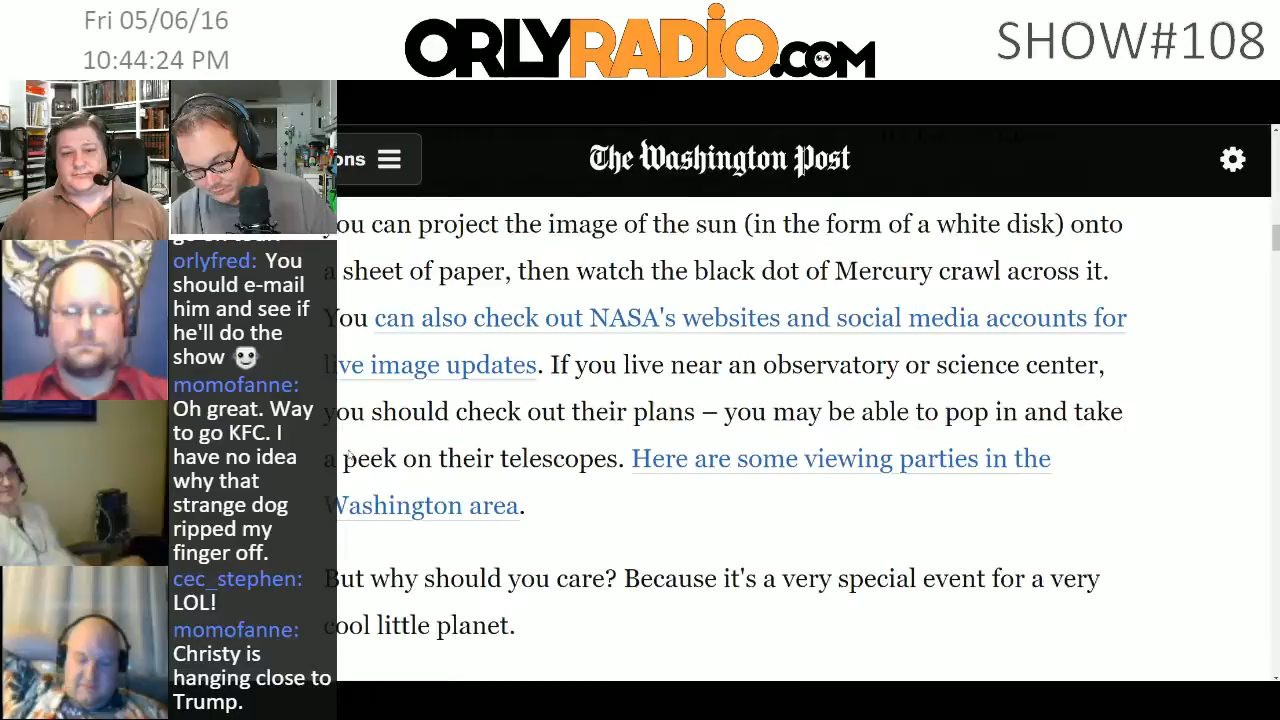 Fri 05/06/16
10:44:24 PM
ORLYRADIO.COM
SHOW#108
ons
The Washington Post
you can project the image of the sun (in the form of a white disk) onto
a sheet of paper, then watch the black dot of Mercury crawl across it.
You can also check out NASA's websites and social media accounts for
live image updates. If you live near an observatory or science center,
you should check out their plans – you may be able to pop in and take
a peek on their telescopes. Here are some viewing parties in the
Washington area.
But why should you care? Because it's a very special event for a very
cool little planet.
orlyfred: You
should e-mail
him and see if
he'll do the
show
momofanne:
Oh great. Way
to go KFC. I
have no idea
why that
strange dog
ripped my
finger off.
cec_stephen:
LOL!
momofanne:
Christy is
hanging close to
Trump.